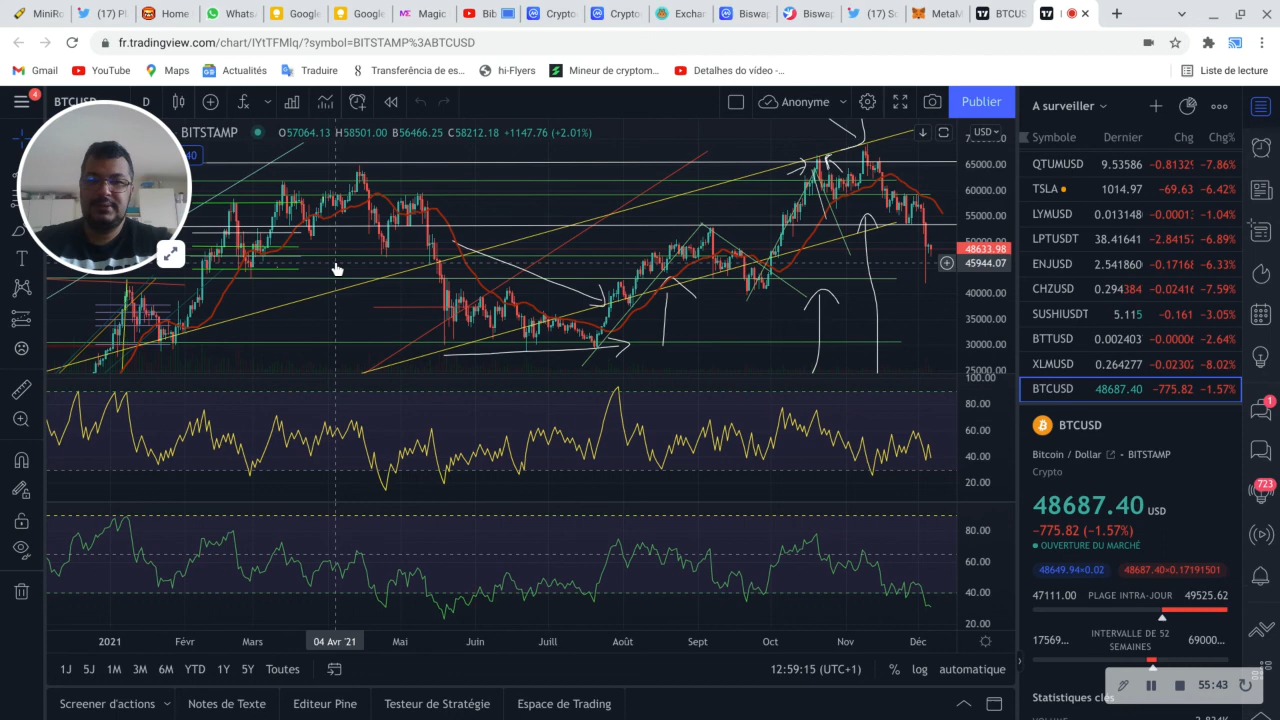 MiniRo
(17) Pl
Home
Whats
Google
Google
Magic
Bib
Crypto
Crypto
Exchar
Biswap
Biswap
(17) Sc
MetaM
BTCUS
fr.tradingview.com/chart/IYtTFMlq/?symbol=BITSTAMP%3ABTCUSD
Gmail YouTube Maps Actualités Traduire Transferência de es... hi-Flyers Mineur de cryptom... Detalhes do vídeo -... Liste de lecture
4
BTCUSD D Anonyme Publier
A surveiller
BITSTAMP O57064.13 H58501.00 B56466.25 C58212.18 +1147.76 (+2.01%)
USD
40
Symbole Dernier Chg Chg%
QTUMUSD 9.53586 −0.81329 −7.86%
TSLA 1014.97 −69.63 −6.42%
LYMUSD 0.013148 −0.0001 −1.04%
LPTUSDT 38.41641 −2.8415 −6.89%
ENJUSD 2.541860 −0.17168 −6.33%
CHZUSD 0.294384 −0.02416 −7.59%
SUSHIUSDT 5.115 −0.161 −3.05%
BTTUSD 0.002403 −0.00006 −2.64%
XLMUSD 0.264277 −0.02302 −8.02%
BTCUSD 48687.40 −775.82 −1.57%
65000.00
60000.00
55000.00
48633.98
45944.07
40000.00
35000.00
30000.00
25000.00
100.00
80.00
60.00
40.00
20.00
80.00
60.00
40.00
20.00
2021 Févr Mars 04 Avr '21 Mai Juin Juill Août Sept Oct Nov Déc
1J 5J 1M 3M 6M YTD 1Y 5Y Toutes 12:59:15 (UTC+1) % log automatique
Screener d'actions Notes de Texte Éditeur Pine Testeur de Stratégie Espace de Trading
BTCUSD
Bitcoin / Dollar - BITSTAMP
Crypto
48687.40 USD
−775.82 (−1.57%)
OUVERTURE DU MARCHÉ
48649.94×0.02 48687.40×0.17191501
47111.00 PLAGE INTRA-JOUR 49525.62
17569... INTERVALLE DE 52 SEMAINES 69000...
55:43
Statistiques clés
1
723